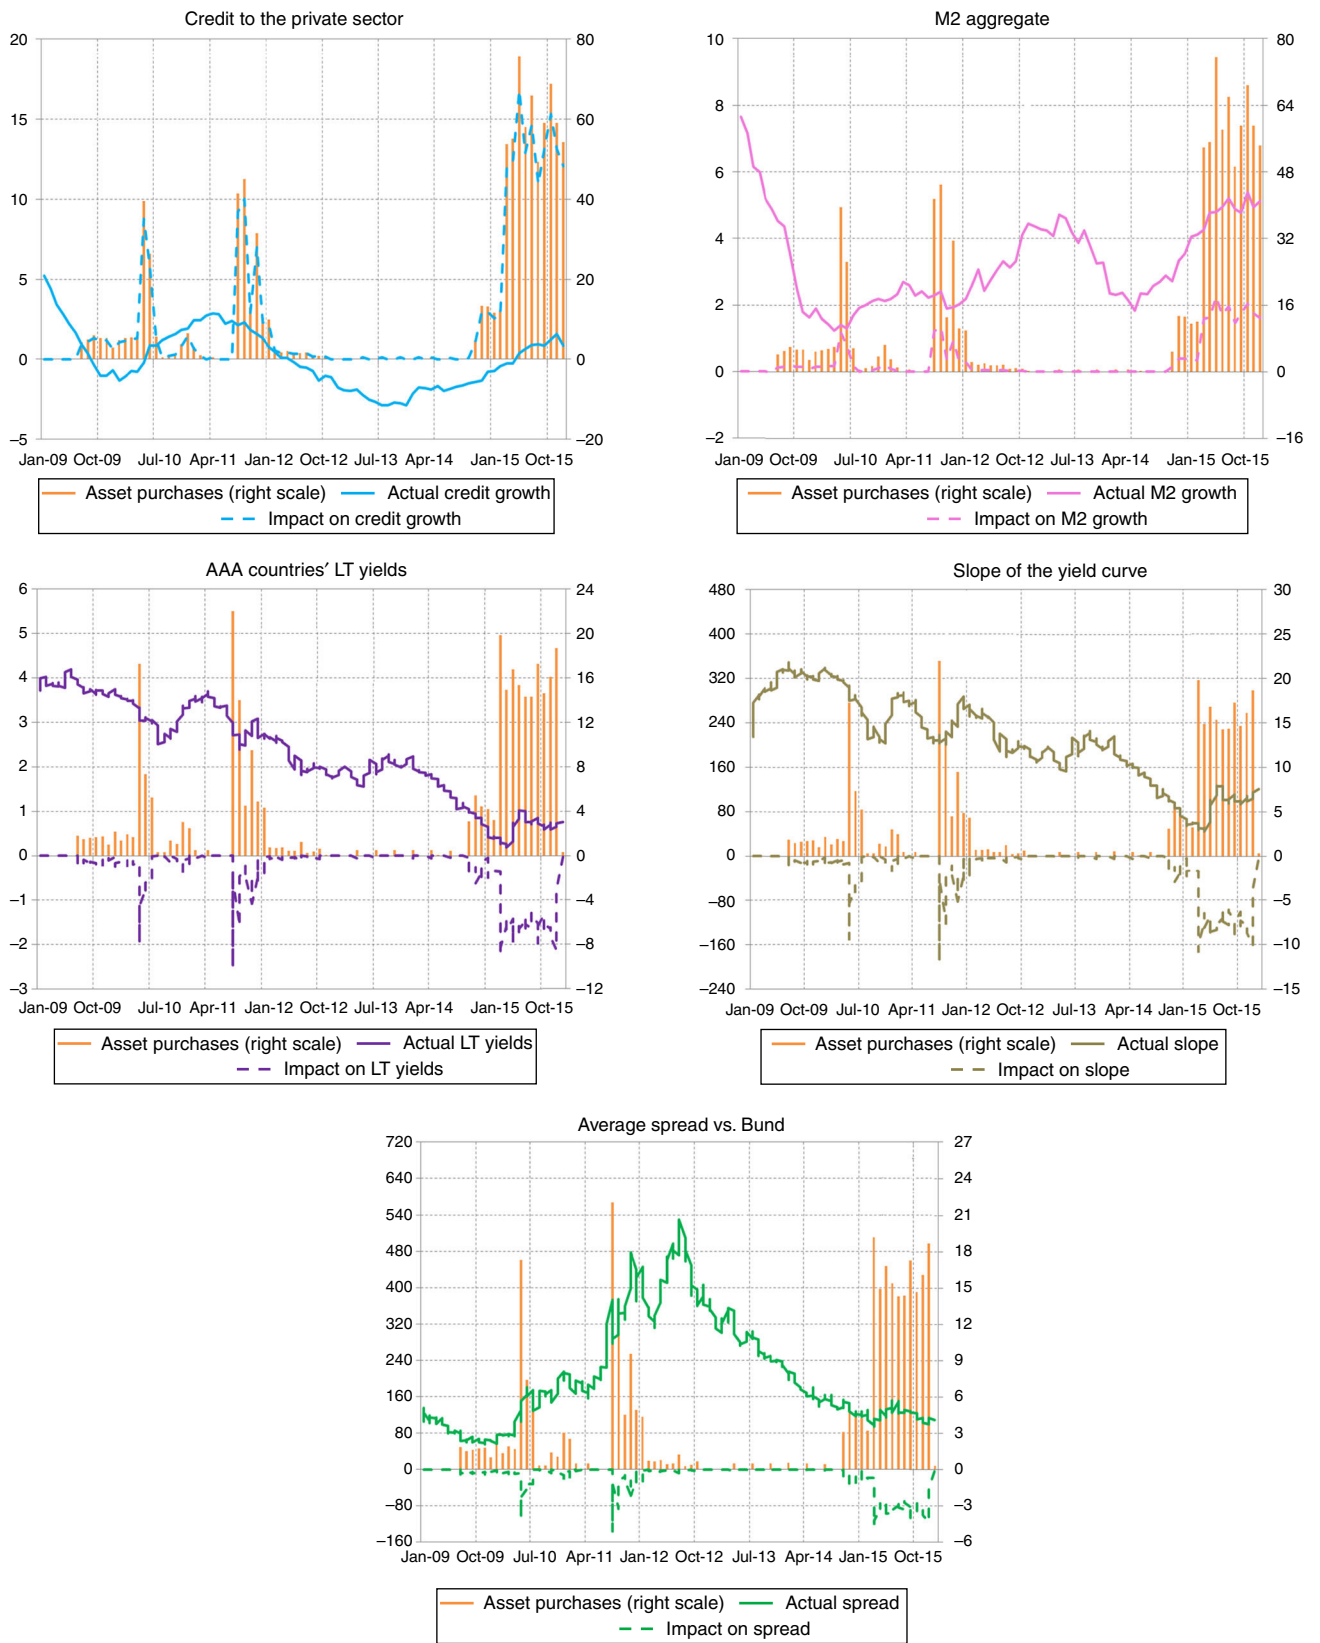 Credit to the private sector
20 80
15 60
10 40
5 20
0 0
−5 −20
Jan-09 Oct-09 Jul-10 Apr-11 Jan-12 Oct-12 Jul-13 Apr-14 Jan-15 Oct-15
Asset purchases (right scale) Actual credit growth
Impact on credit growth
M2 aggregate
10 80
8 64
6 48
4 32
2 16
0 0
−2 −16
Jan-09 Oct-09 Jul-10 Apr-11 Jan-12 Oct-12 Jul-13 Apr-14 Jan-15 Oct-15
Asset purchases (right scale) Actual M2 growth
Impact on M2 growth
AAA countries′ LT yields
6 24
5 20
4 16
3 12
2 8
1 4
0 0
−1 −4
−2 −8
−3 −12
Jan-09 Oct-09 Jul-10 Apr-11 Jan-12 Oct-12 Jul-13 Apr-14 Jan-15 Oct-15
Asset purchases (right scale) Actual LT yields
Impact on LT yields
Slope of the yield curve
480 30
400 25
320 20
240 15
160 10
80 5
0 0
−80 −5
−160 −10
−240 −15
Jan-09 Oct-09 Jul-10 Apr-11 Jan-12 Oct-12 Jul-13 Apr-14 Jan-15 Oct-15
Asset purchases (right scale) Actual slope
Impact on slope
Average spread vs. Bund
720 27
640 24
540 21
480 18
400 15
320 12
240 9
160 6
80 3
0 0
−80 −3
−160 −6
Jan-09 Oct-09 Jul-10 Apr-11 Jan-12 Oct-12 Jul-13 Apr-14 Jan-15 Oct-15
Asset purchases (right scale) Actual spread
Impact on spread